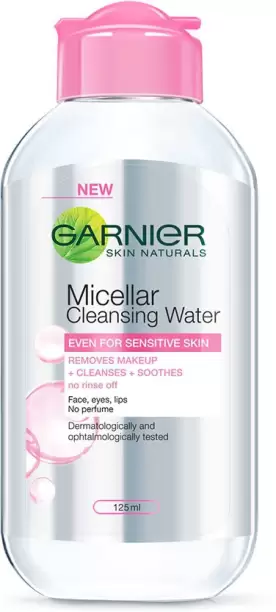 NEW
GARNIER
SKIN NATURALS
Micellar
Cleansing Water
EVEN FOR SENSITIVE SKIN
REMOVES MAKEUP
+ CLEANSES + SOOTHES
no rinse off
Face, eyes, lips
No perfume
Dermatologically and
ophtalmologically tested
125ml